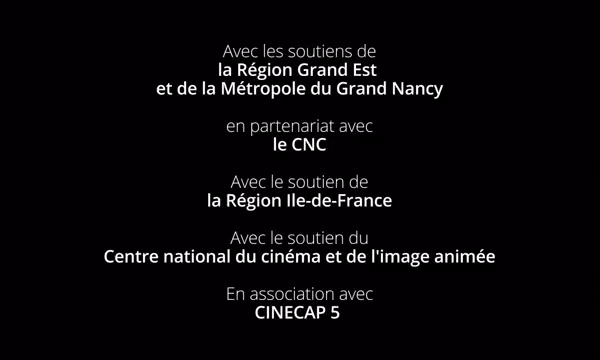 Avec les soutiens de
la Région Grand Est
et de la Métropole du Grand Nancy
en partenariat avec
le CNC
Avec le soutien de
la Région Ile-de-France
Avec le soutien du
Centre national du cinéma et de l'image animée
En association avec
CINECAP 5